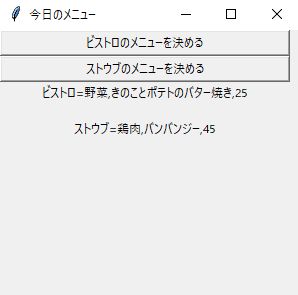 今日のメニュー
ビストロのメニューを決める
ストウブのメニューを決める
ビストロ=野菜,きのことポテトのバター焼き,25
ストウブ=鶏肉,バンバンジー,45